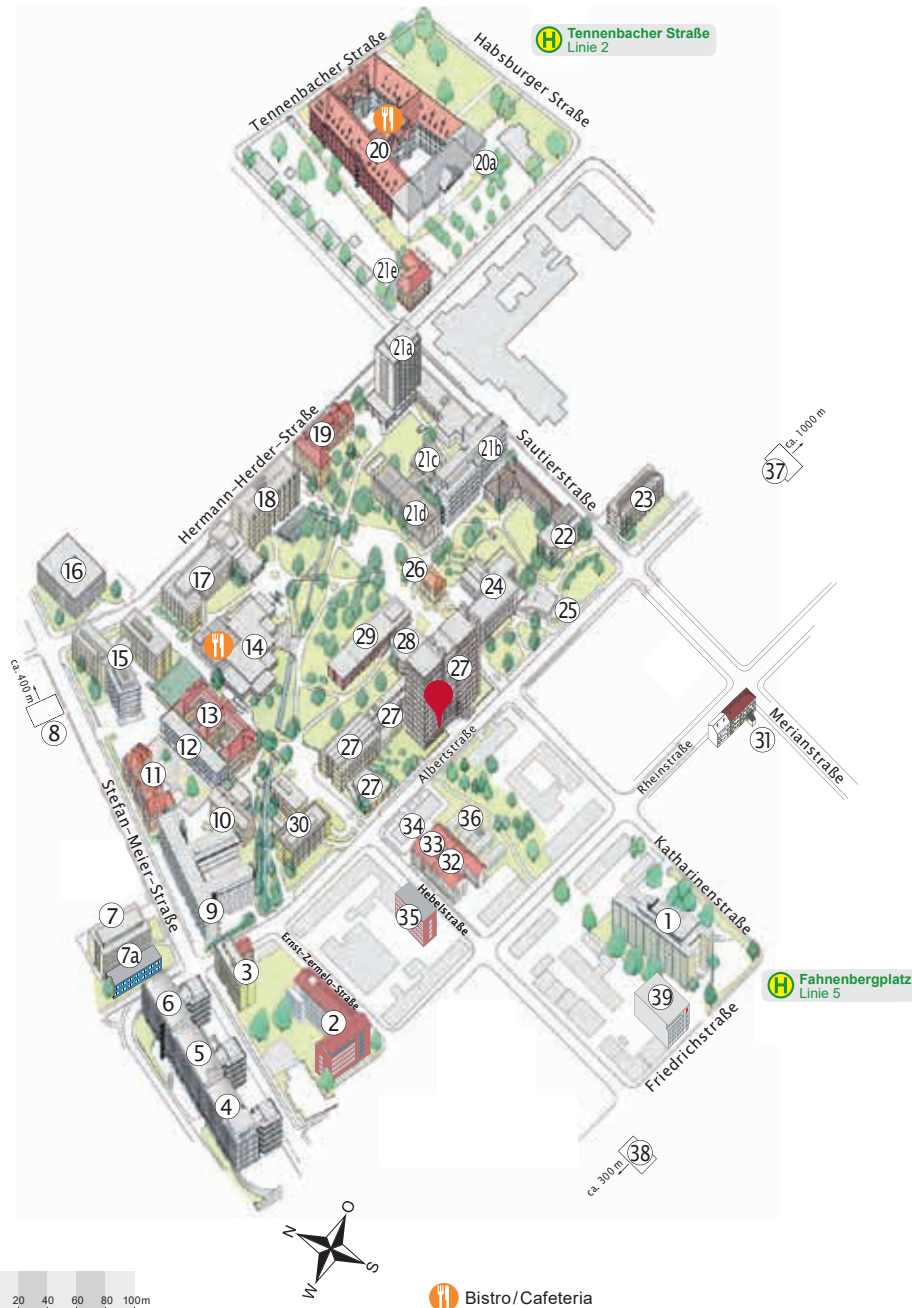 Tennenbacher Straße
Linie 2
H
Tennenbacher Straße
Habsburger Straße
20
20a
21e
21a
Hermann–Herder–Straße
19
21c
21b
Sautierstraße
ca. 1000 m
37
18
21d
23
22
16
17
26
24
25
14
29
28
27
15
ca. 400 m
8
13
27
12
27
Albertstraße
Rheinstraße
31
Merianstraße
11
27
Stefan–Meier–Straße
10
30
34
36
33
32
Hebelstraße
Katharinenstraße
9
35
1
7
7a
3
Ernst–Zermelo–Straße
H
Fahnenbergplatz
Linie 5
6
2
39
Friedrichstraße
5
4
38
ca. 300 m
N
O
W
S
20 40 60 80 100m
Bistro/Cafeteria